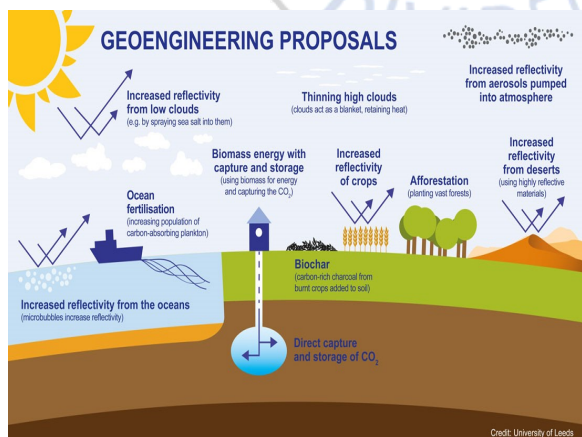 GEOENGINEERING PROPOSALS
Increased reflectivity
from low clouds
(e.g. by spraying sea salt into them)
Thinning high clouds
(clouds act as a blanket, retaining heat)
Increased reflectivity
from aerosols pumped
into atmosphere
Ocean
fertilisation
(increasing population of
carbon-absorbing plankton)
Biomass energy with
capture and storage
(using biomass for energy
and capturing the CO₂)
Increased
reflectivity
of crops
Afforestation
(planting vast forests)
Increased
reflectivity
from deserts
(using highly reflective
materials)
Increased reflectivity from the oceans
(microbubbles increase reflectivity)
Biochar
(carbon-rich charcoal from
burnt crops added to soil)
Direct capture
and storage of CO₂
Credit: University of Leeds